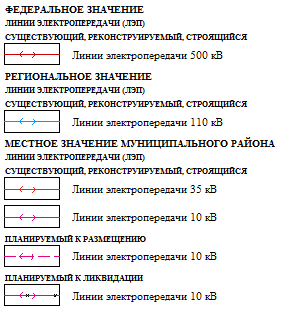 ФЕДЕРАЛЬНОЕ ЗНАЧЕНИЕ
ЛИНИИ ЭЛЕКТРОПЕРЕДАЧИ (ЛЭП)
СУЩЕСТВУЮЩИЙ, РЕКОНСТРУИРУЕМЫЙ, СТРОЯЩИЙСЯ
Линии электропередачи 500 кВ
РЕГИОНАЛЬНОЕ ЗНАЧЕНИЕ
ЛИНИИ ЭЛЕКТРОПЕРЕДАЧИ (ЛЭП)
СУЩЕСТВУЮЩИЙ, РЕКОНСТРУИРУЕМЫЙ, СТРОЯЩИЙСЯ
Линии электропередачи 110 кВ
МЕСТНОЕ ЗНАЧЕНИЕ МУНИЦИПАЛЬНОГО РАЙОНА
ЛИНИИ ЭЛЕКТРОПЕРЕДАЧИ (ЛЭП)
СУЩЕСТВУЮЩИЙ, РЕКОНСТРУИРУЕМЫЙ, СТРОЯЩИЙСЯ
Линии электропередачи 35 кВ
Линии электропередачи 10 кВ
ПЛАНИРУЕМЫЙ К РАЗМЕЩЕНИЮ
Линии электропередачи 10 кВ
ПЛАНИРУЕМЫЙ К ЛИКВИДАЦИИ
Линии электропередачи 10 кВ